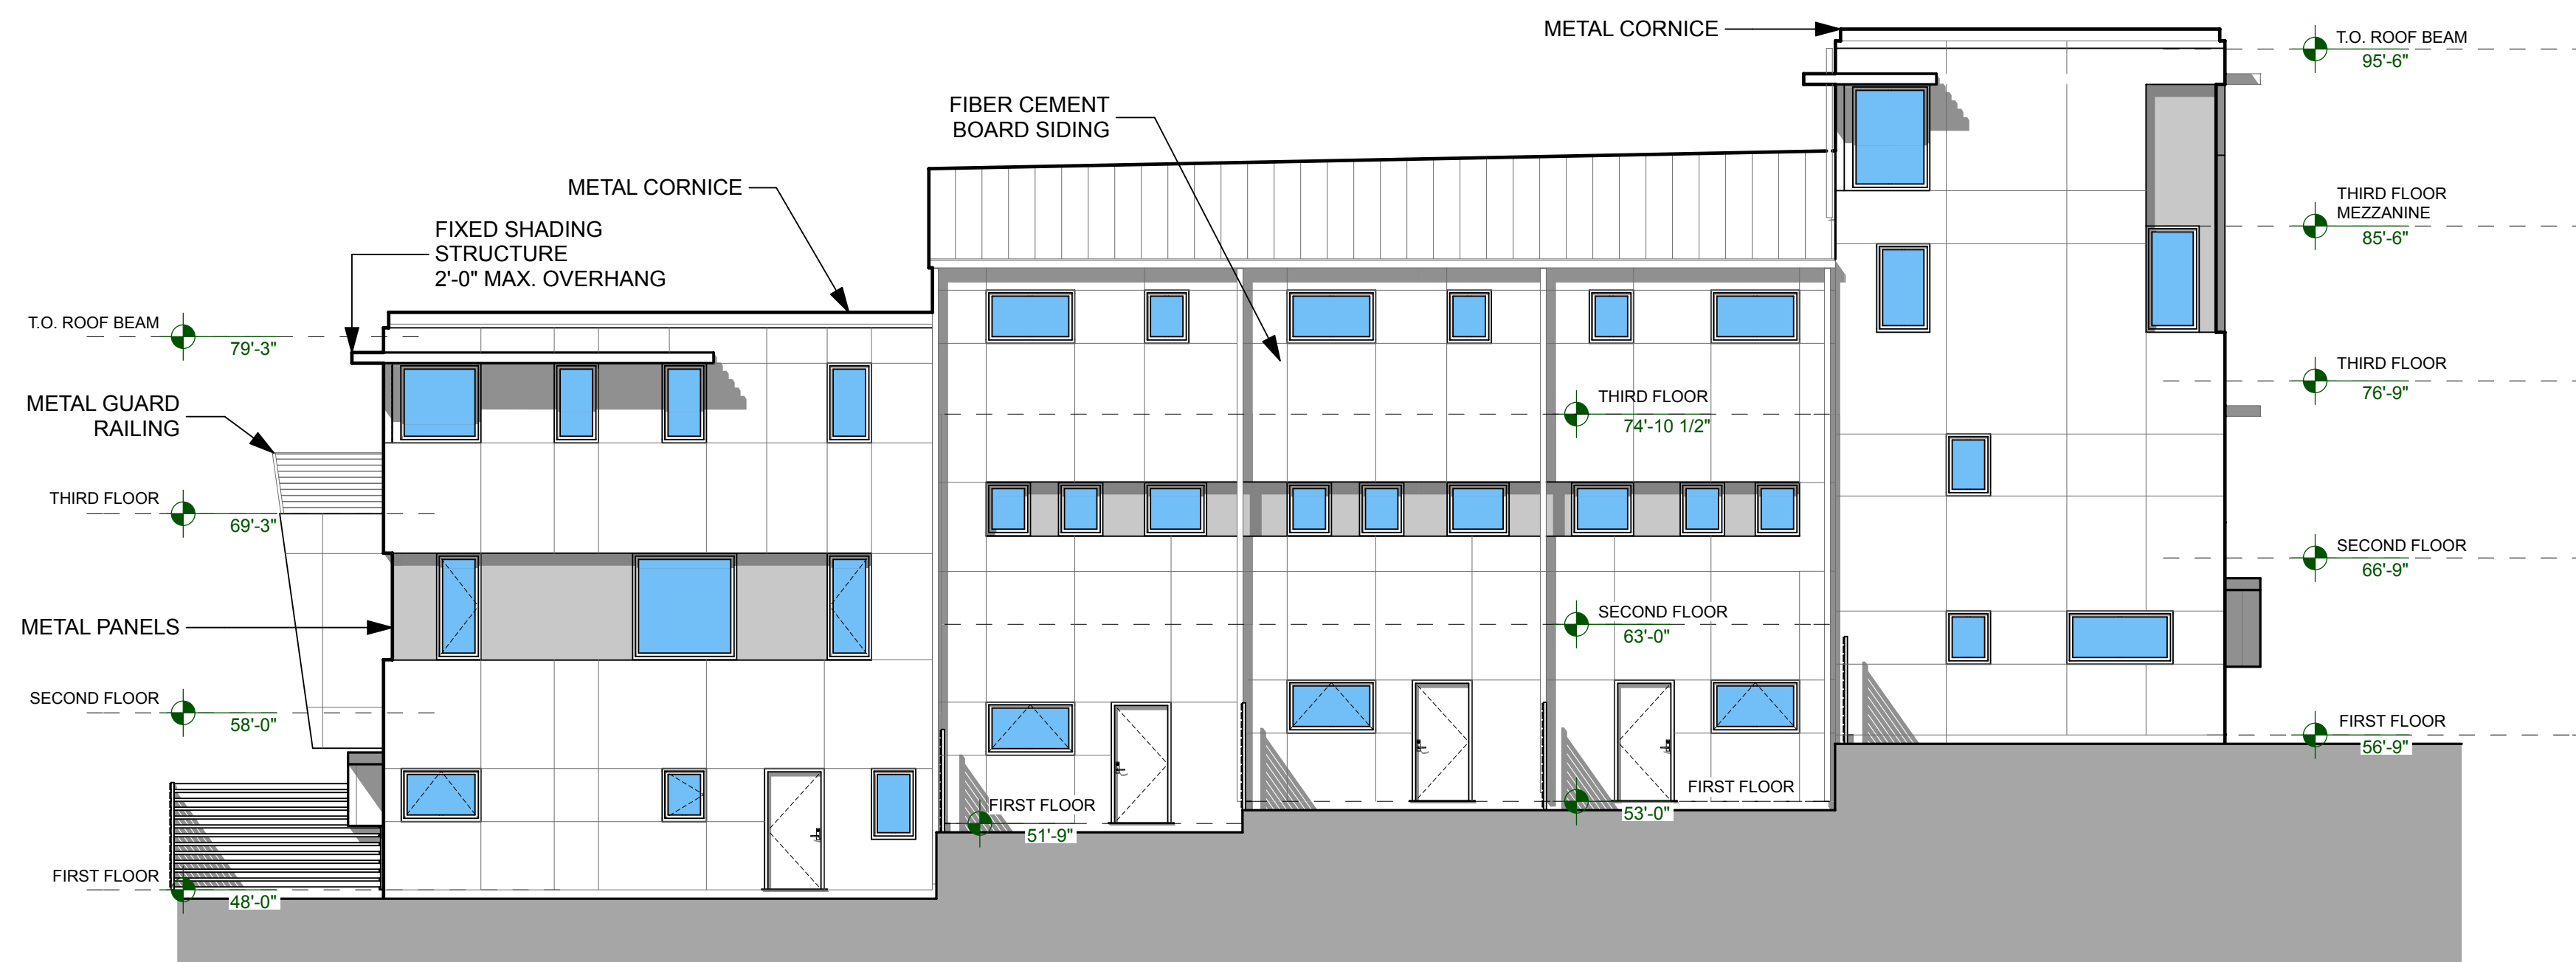 METAL CORNICE
T.O. ROOF BEAM
95'-6"
FIBER CEMENT
BOARD SIDING
METAL CORNICE
THIRD FLOOR
MEZZANINE
85'-6"
FIXED SHADING
STRUCTURE
2'-0" MAX. OVERHANG
T.O. ROOF BEAM
79'-3"
THIRD FLOOR
76'-9"
METAL GUARD
RAILING
THIRD FLOOR
74'-10 1/2"
THIRD FLOOR
69'-3"
SECOND FLOOR
66'-9"
METAL PANELS
SECOND FLOOR
63'-0"
SECOND FLOOR
58'-0"
FIRST FLOOR
56'-9"
FIRST FLOOR
51'-9"
FIRST FLOOR
53'-0"
FIRST FLOOR
48'-0"